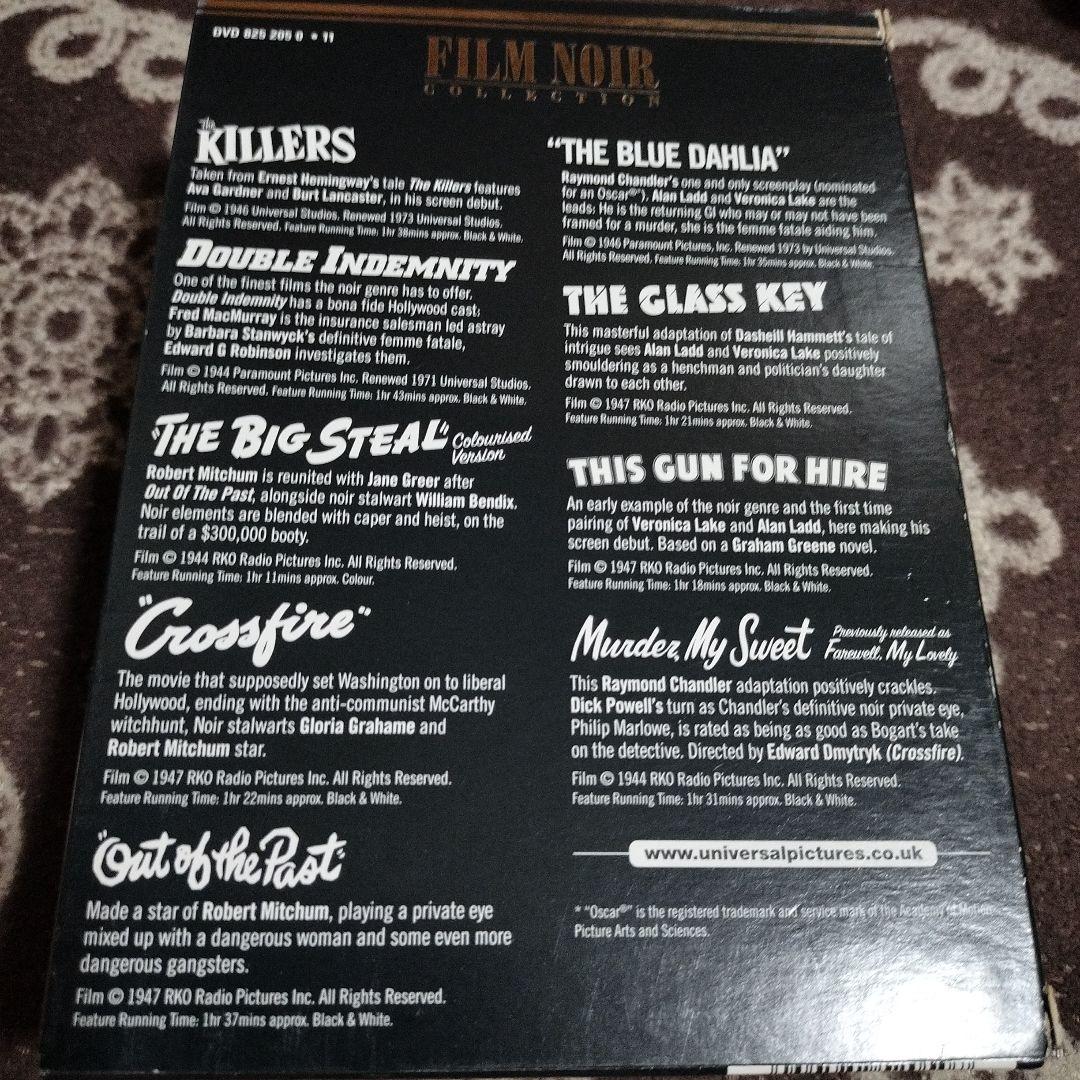 DVD 825 205 0 • 11
FILM NOIR
COLLECTION
The
KILLERS
Taken from Ernest Hemingway's tale The Killers features
Ava Gardner and Burt Lancaster, in his screen debut.
Film © 1946 Universal Studios. Renewed 1973 Universal Studios.
All Rights Reserved. Feature Running Time: 1hr 38mins approx. Black & White.
DOUBLE INDEMNITY
One of the finest films the noir genre has to offer,
Double Indemnity has a bona fide Hollywood cast;
Fred MacMurray is the insurance salesman led astray
by Barbara Stanwyck's definitive femme fatale,
Edward G Robinson investigates them.
Film © 1944 Paramount Pictures Inc. Renewed 1971 Universal Studios.
All Rights Reserved. Feature Running Time: 1hr 43mins approx. Black & White.
"THE BIG STEAL" Colourised
Version
Robert Mitchum is reunited with Jane Greer after
Out Of The Past, alongside noir stalwart William Bendix.
Noir elements are blended with caper and heist, on the
trail of a $300,000 booty.
Film © 1944 RKO Radio Pictures Inc. All Rights Reserved.
Feature Running Time: 1hr 11mins approx. Colour.
"Crossfire"
The movie that supposedly set Washington on to liberal
Hollywood, ending with the anti-communist McCarthy
witchhunt, Noir stalwarts Gloria Grahame and
Robert Mitchum star.
Film © 1947 RKO Radio Pictures Inc. All Rights Reserved.
Feature Running Time: 1hr 22mins approx. Black & White.
"Out of the Past"
Made a star of Robert Mitchum, playing a private eye
mixed up with a dangerous woman and some even more
dangerous gangsters.
Film © 1947 RKO Radio Pictures Inc. All Rights Reserved.
Feature Running Time: 1hr 37mins approx. Black & White.
"THE BLUE DAHLIA"
Raymond Chandler's one and only screenplay (nominated
for an Oscar®*), Alan Ladd and Veronica Lake are the
leads; He is the returning GI who may or may not have been
framed for a murder, she is the femme fatale aiding him.
Film © 1946 Paramount Pictures, Inc. Renewed 1973 by Universal Studios.
All Rights Reserved. Feature Running Time: 1hr 35mins approx. Black & White.
THE GLASS KEY
This masterful adaptation of Dasheill Hammett's tale of
intrigue sees Alan Ladd and Veronica Lake positively
smouldering as a henchman and politician's daughter
drawn to each other.
Film © 1947 RKO Radio Pictures Inc. All Rights Reserved.
Feature Running Time: 1hr 21mins approx. Black & White.
THIS GUN FOR HIRE
An early example of the noir genre and the first time
pairing of Veronica Lake and Alan Ladd, here making his
screen debut. Based on a Graham Greene novel.
Film © 1947 RKO Radio Pictures Inc. All Rights Reserved.
Feature Running Time: 1hr 18mins approx. Black & White.
Murder, My Sweet Previously released as
Farewell, My Lovely
This Raymond Chandler adaptation positively crackles.
Dick Powell's turn as Chandler's definitive noir private eye,
Philip Marlowe, is rated as being as good as Bogart's take
on the detective. Directed by Edward Dmytryk (Crossfire).
Film © 1944 RKO Radio Pictures Inc. All Rights Reserved.
Feature Running Time: 1hr 31mins approx. Black & White.
www.universalpictures.co.uk
* "Oscar®" is the registered trademark and service mark of the Academy of Motion
Picture Arts and Sciences.